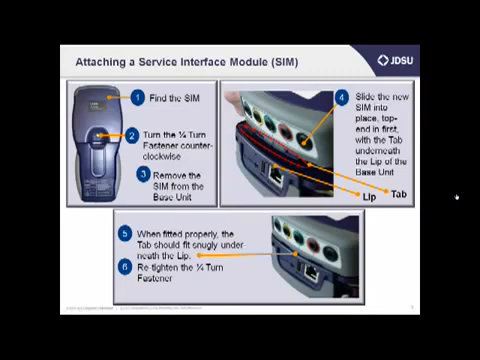 Attaching a Service Interface Module (SIM)
JDSU
1 Find the SIM
2 Turn the ¼ Turn
Fastener counter-
clockwise
3 Remove the
SIM from the
Base Unit
4 Slide the new
SIM into
place, top-
end in first,
with the Tab
underneath
the Lip of the
Base Unit
Lip
Tab
5 When fitted properly, the
Tab should fit snugly under
neath the Lip.
6 Re-tighten the ¼ Turn
Fastener